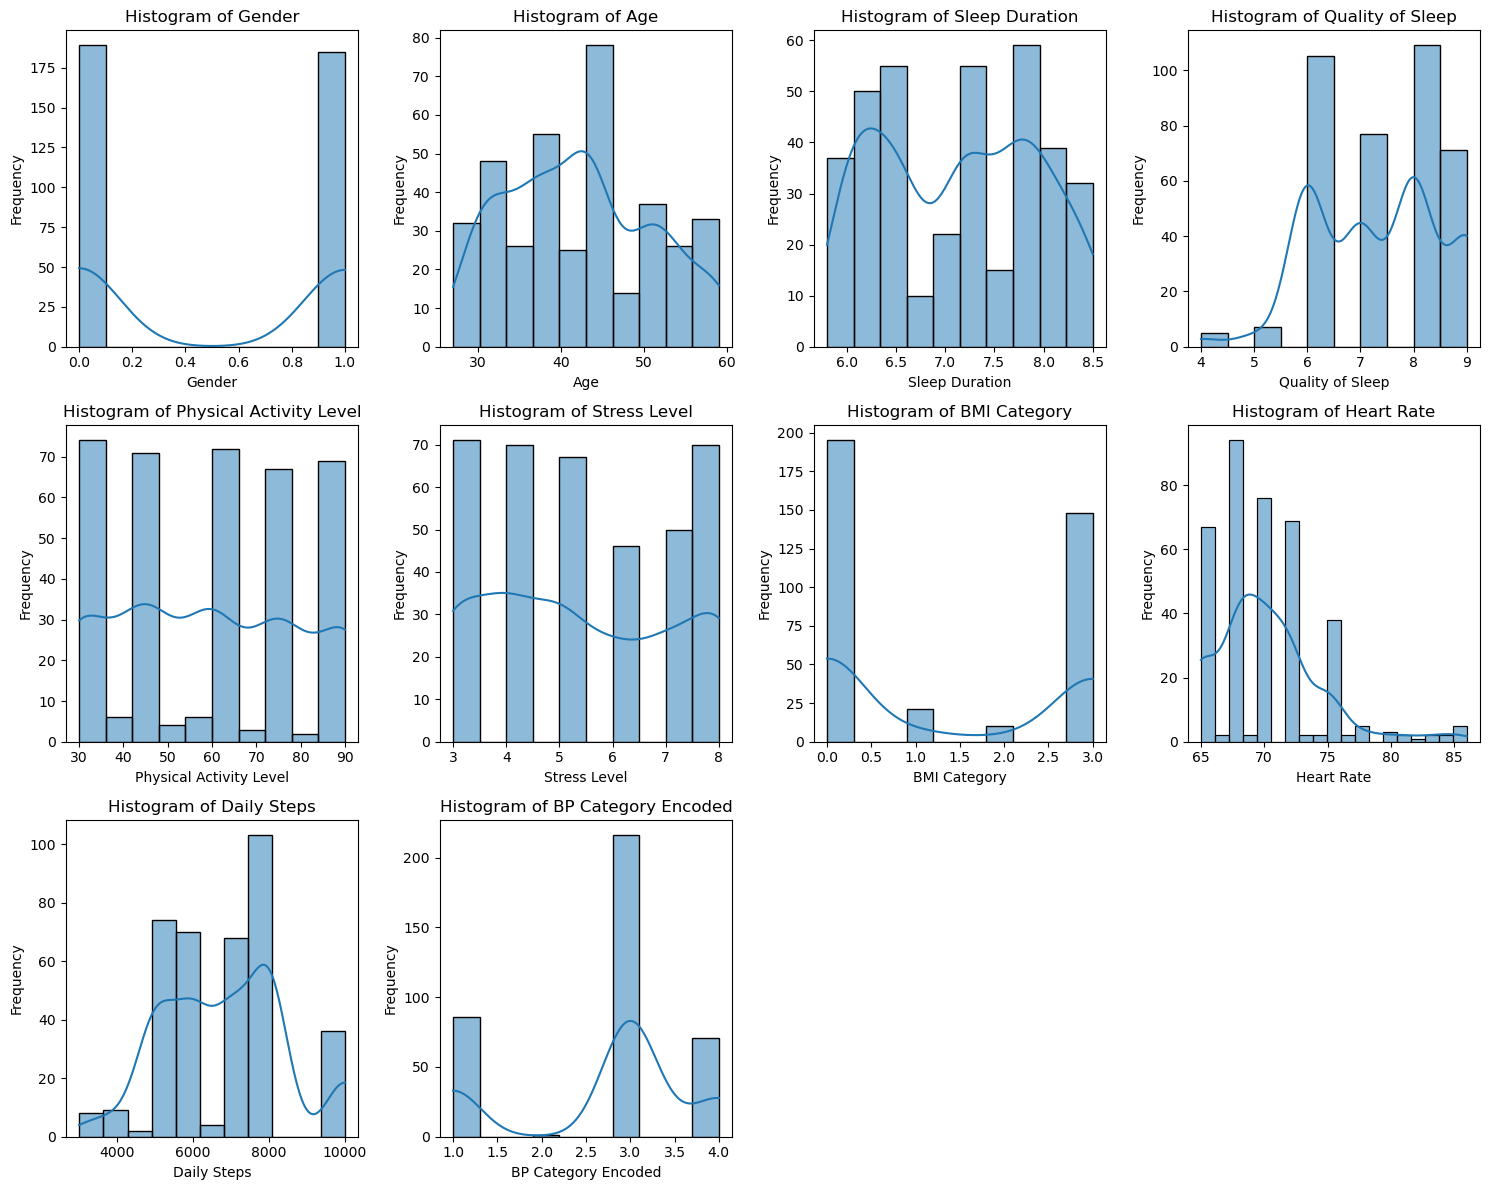 Histogram of Gender
175
150
125
100
75
50
25
0
Frequency
0.0 0.2 0.4 0.6 0.8 1.0
Gender
Histogram of Age
80
70
60
50
40
30
20
10
0
Frequency
30 40 50 60
Age
Histogram of Sleep Duration
60
50
40
30
20
10
0
Frequency
6.0 6.5 7.0 7.5 8.0 8.5
Sleep Duration
Histogram of Quality of Sleep
100
80
60
40
20
0
Frequency
4 5 6 7 8 9
Quality of Sleep
Histogram of Physical Activity Level
70
60
50
40
30
20
10
0
Frequency
30 40 50 60 70 80 90
Physical Activity Level
Histogram of Stress Level
70
60
50
40
30
20
10
0
Frequency
3 4 5 6 7 8
Stress Level
Histogram of BMI Category
200
175
150
125
100
75
50
25
0
Frequency
0.0 0.5 1.0 1.5 2.0 2.5 3.0
BMI Category
Histogram of Heart Rate
80
60
40
20
0
Frequency
65 70 75 80 85
Heart Rate
Histogram of Daily Steps
100
80
60
40
20
0
Frequency
4000 6000 8000 10000
Daily Steps
Histogram of BP Category Encoded
200
150
100
50
0
Frequency
1.0 1.5 2.0 2.5 3.0 3.5 4.0
BP Category Encoded